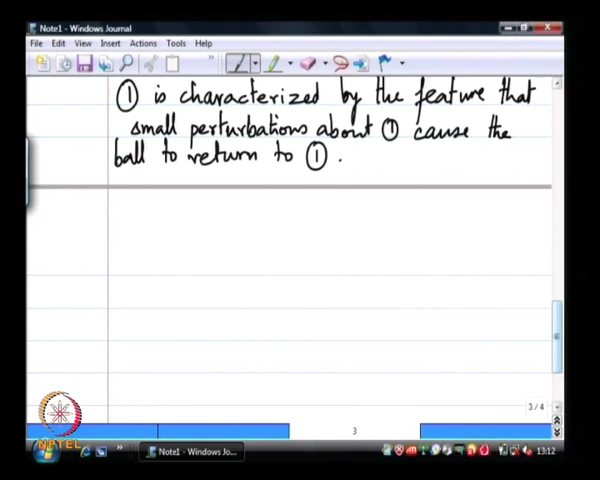 Note1 - Windows Journal
File Edit View Insert Actions Tools Help
① is characterized by the feature that
small perturbations about ① cause the
ball to return to ① .
3 / 4
3
NPTEL
Note1 - Windows Jo...
13:12